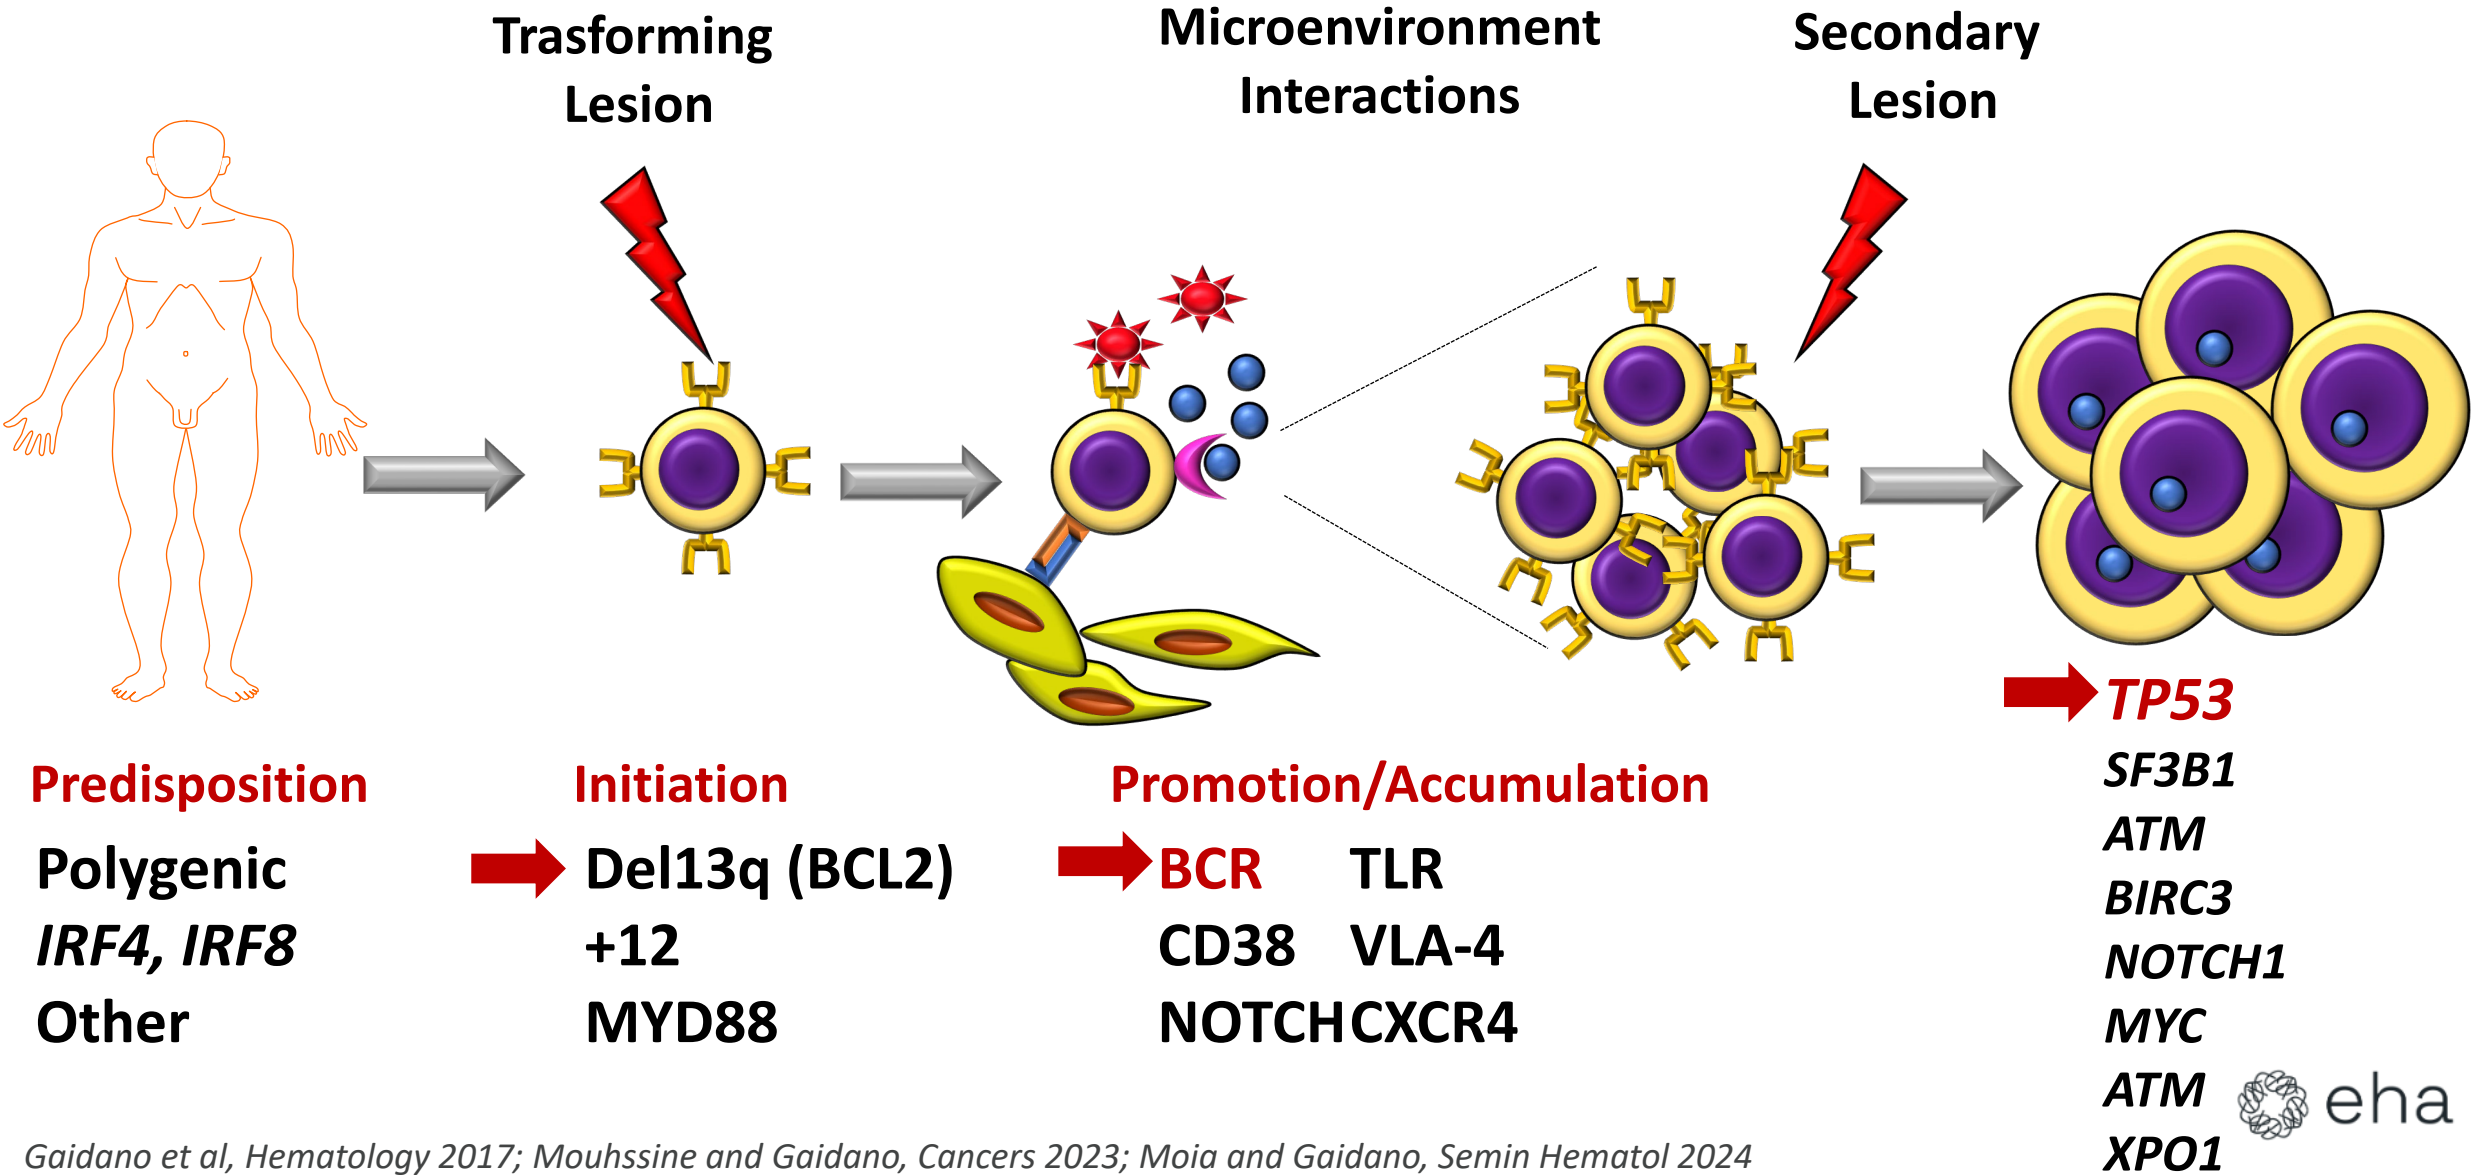 Trasforming
Lesion
Microenvironment
Interactions
Secondary
Lesion
Predisposition
Polygenic
IRF4, IRF8
Other
Initiation
Del13q (BCL2)
+12
MYD88
Promotion/Accumulation
BCR TLR
CD38 VLA-4
NOTCH CXCR4
TP53
SF3B1
ATM
BIRC3
NOTCH1
MYC
ATM
XPO1
eha
Gaidano et al, Hematology 2017; Mouhssine and Gaidano, Cancers 2023; Moia and Gaidano, Semin Hematol 2024